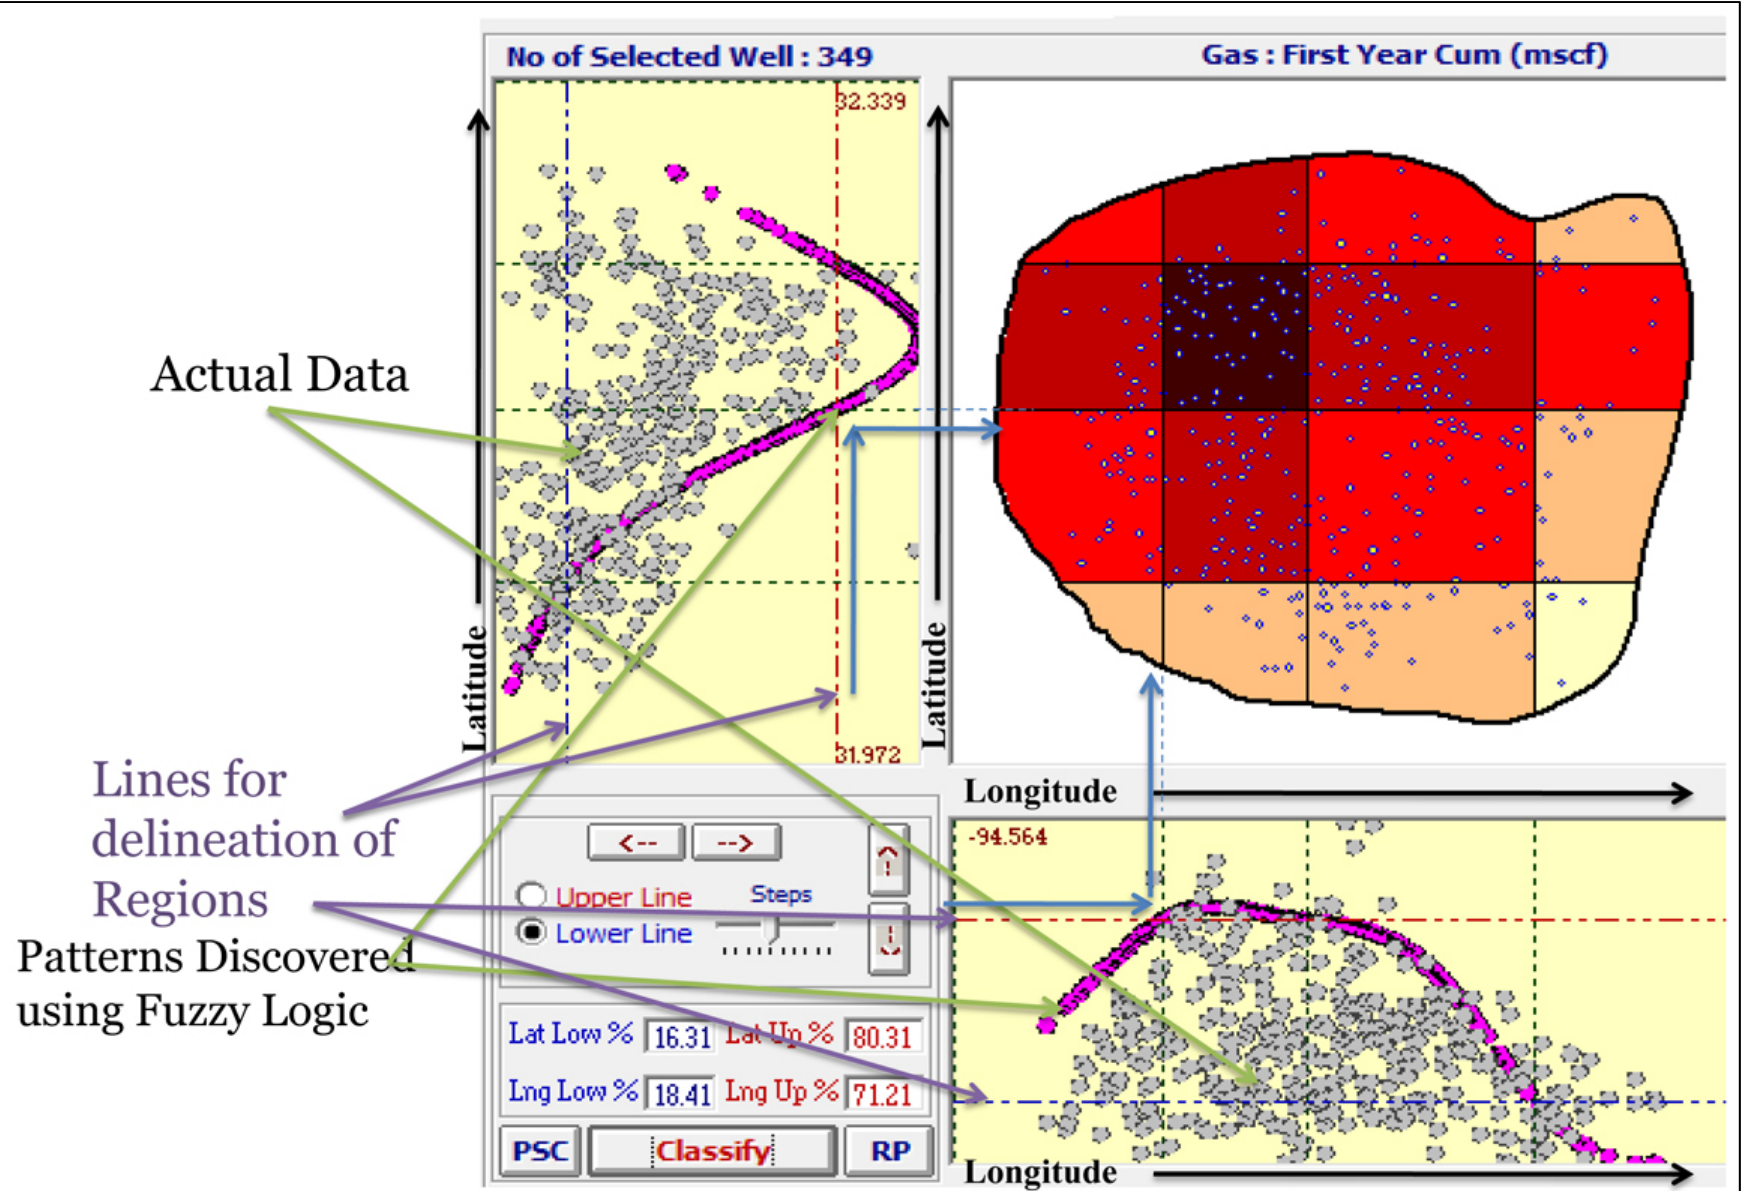 No of Selected Well : 349
Gas : First Year Cum (mscf)
32.339
Latitude
Latitude
31.972
Actual Data
Lines for
delineation of
Regions
Patterns Discovered
using Fuzzy Logic
Longitude
-94.564
<--
-->
Upper Line
Lower Line
Steps
Lat Low % 16.31 Lat Up % 80.31
Lng Low % 18.41 Lng Up % 71.21
PSC
Classify
RP
Longitude